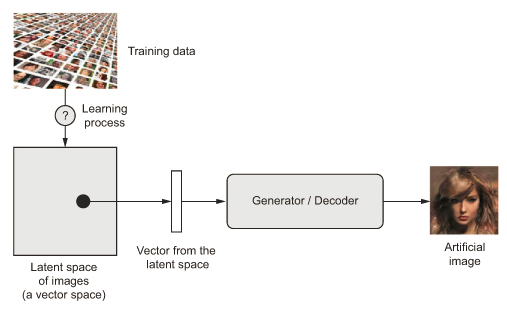 Training data
?
Learning
process
Generator / Decoder
Vector from the
latent space
Latent space
of images
(a vector space)
Artificial
image